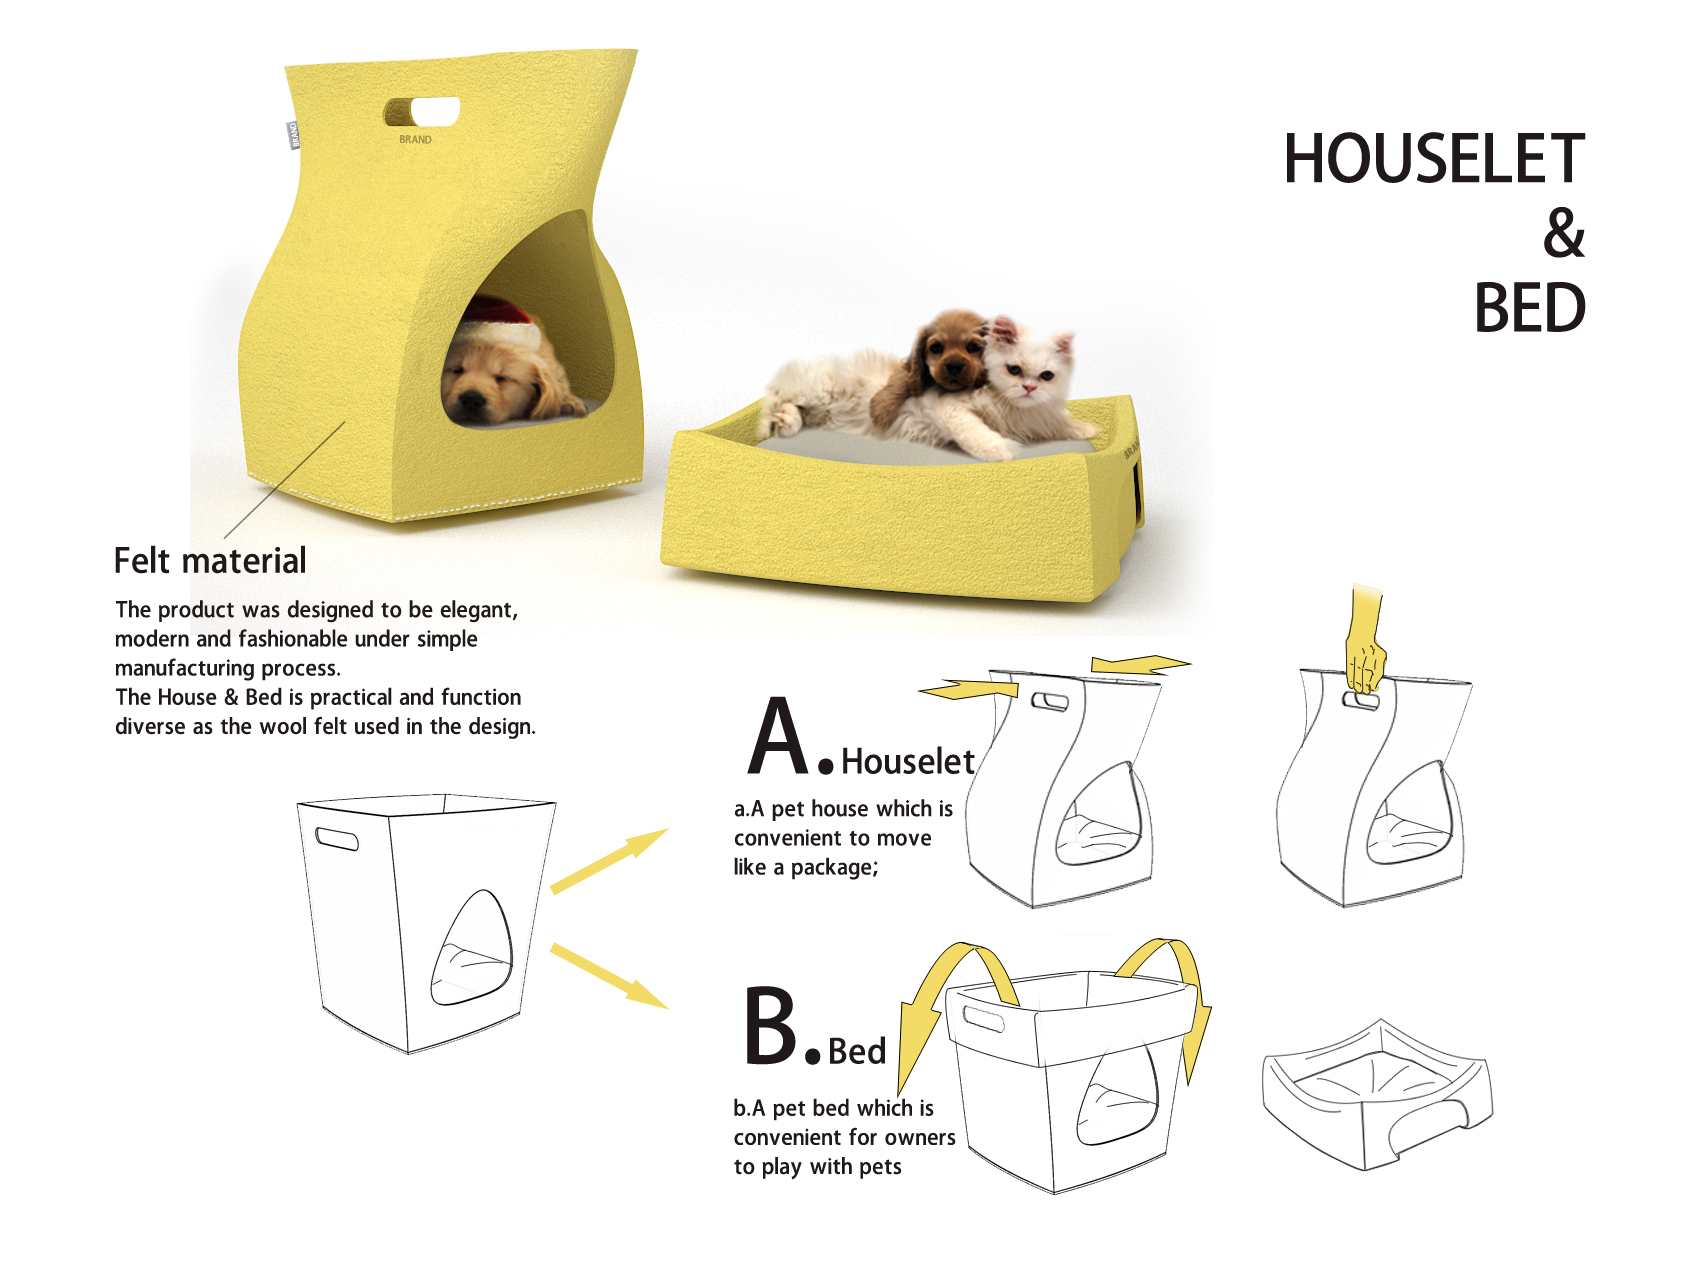 HOUSELET
&
BED
BRAND
BRAND
BRAND
Felt material
The product was designed to be elegant,
modern and fashionable under simple
manufacturing process.
The House & Bed is practical and function
diverse as the wool felt used in the design.
A. Houselet
a.A pet house which is
convenient to move
like a package;
B. Bed
b.A pet bed which is
convenient for owners
to play with pets